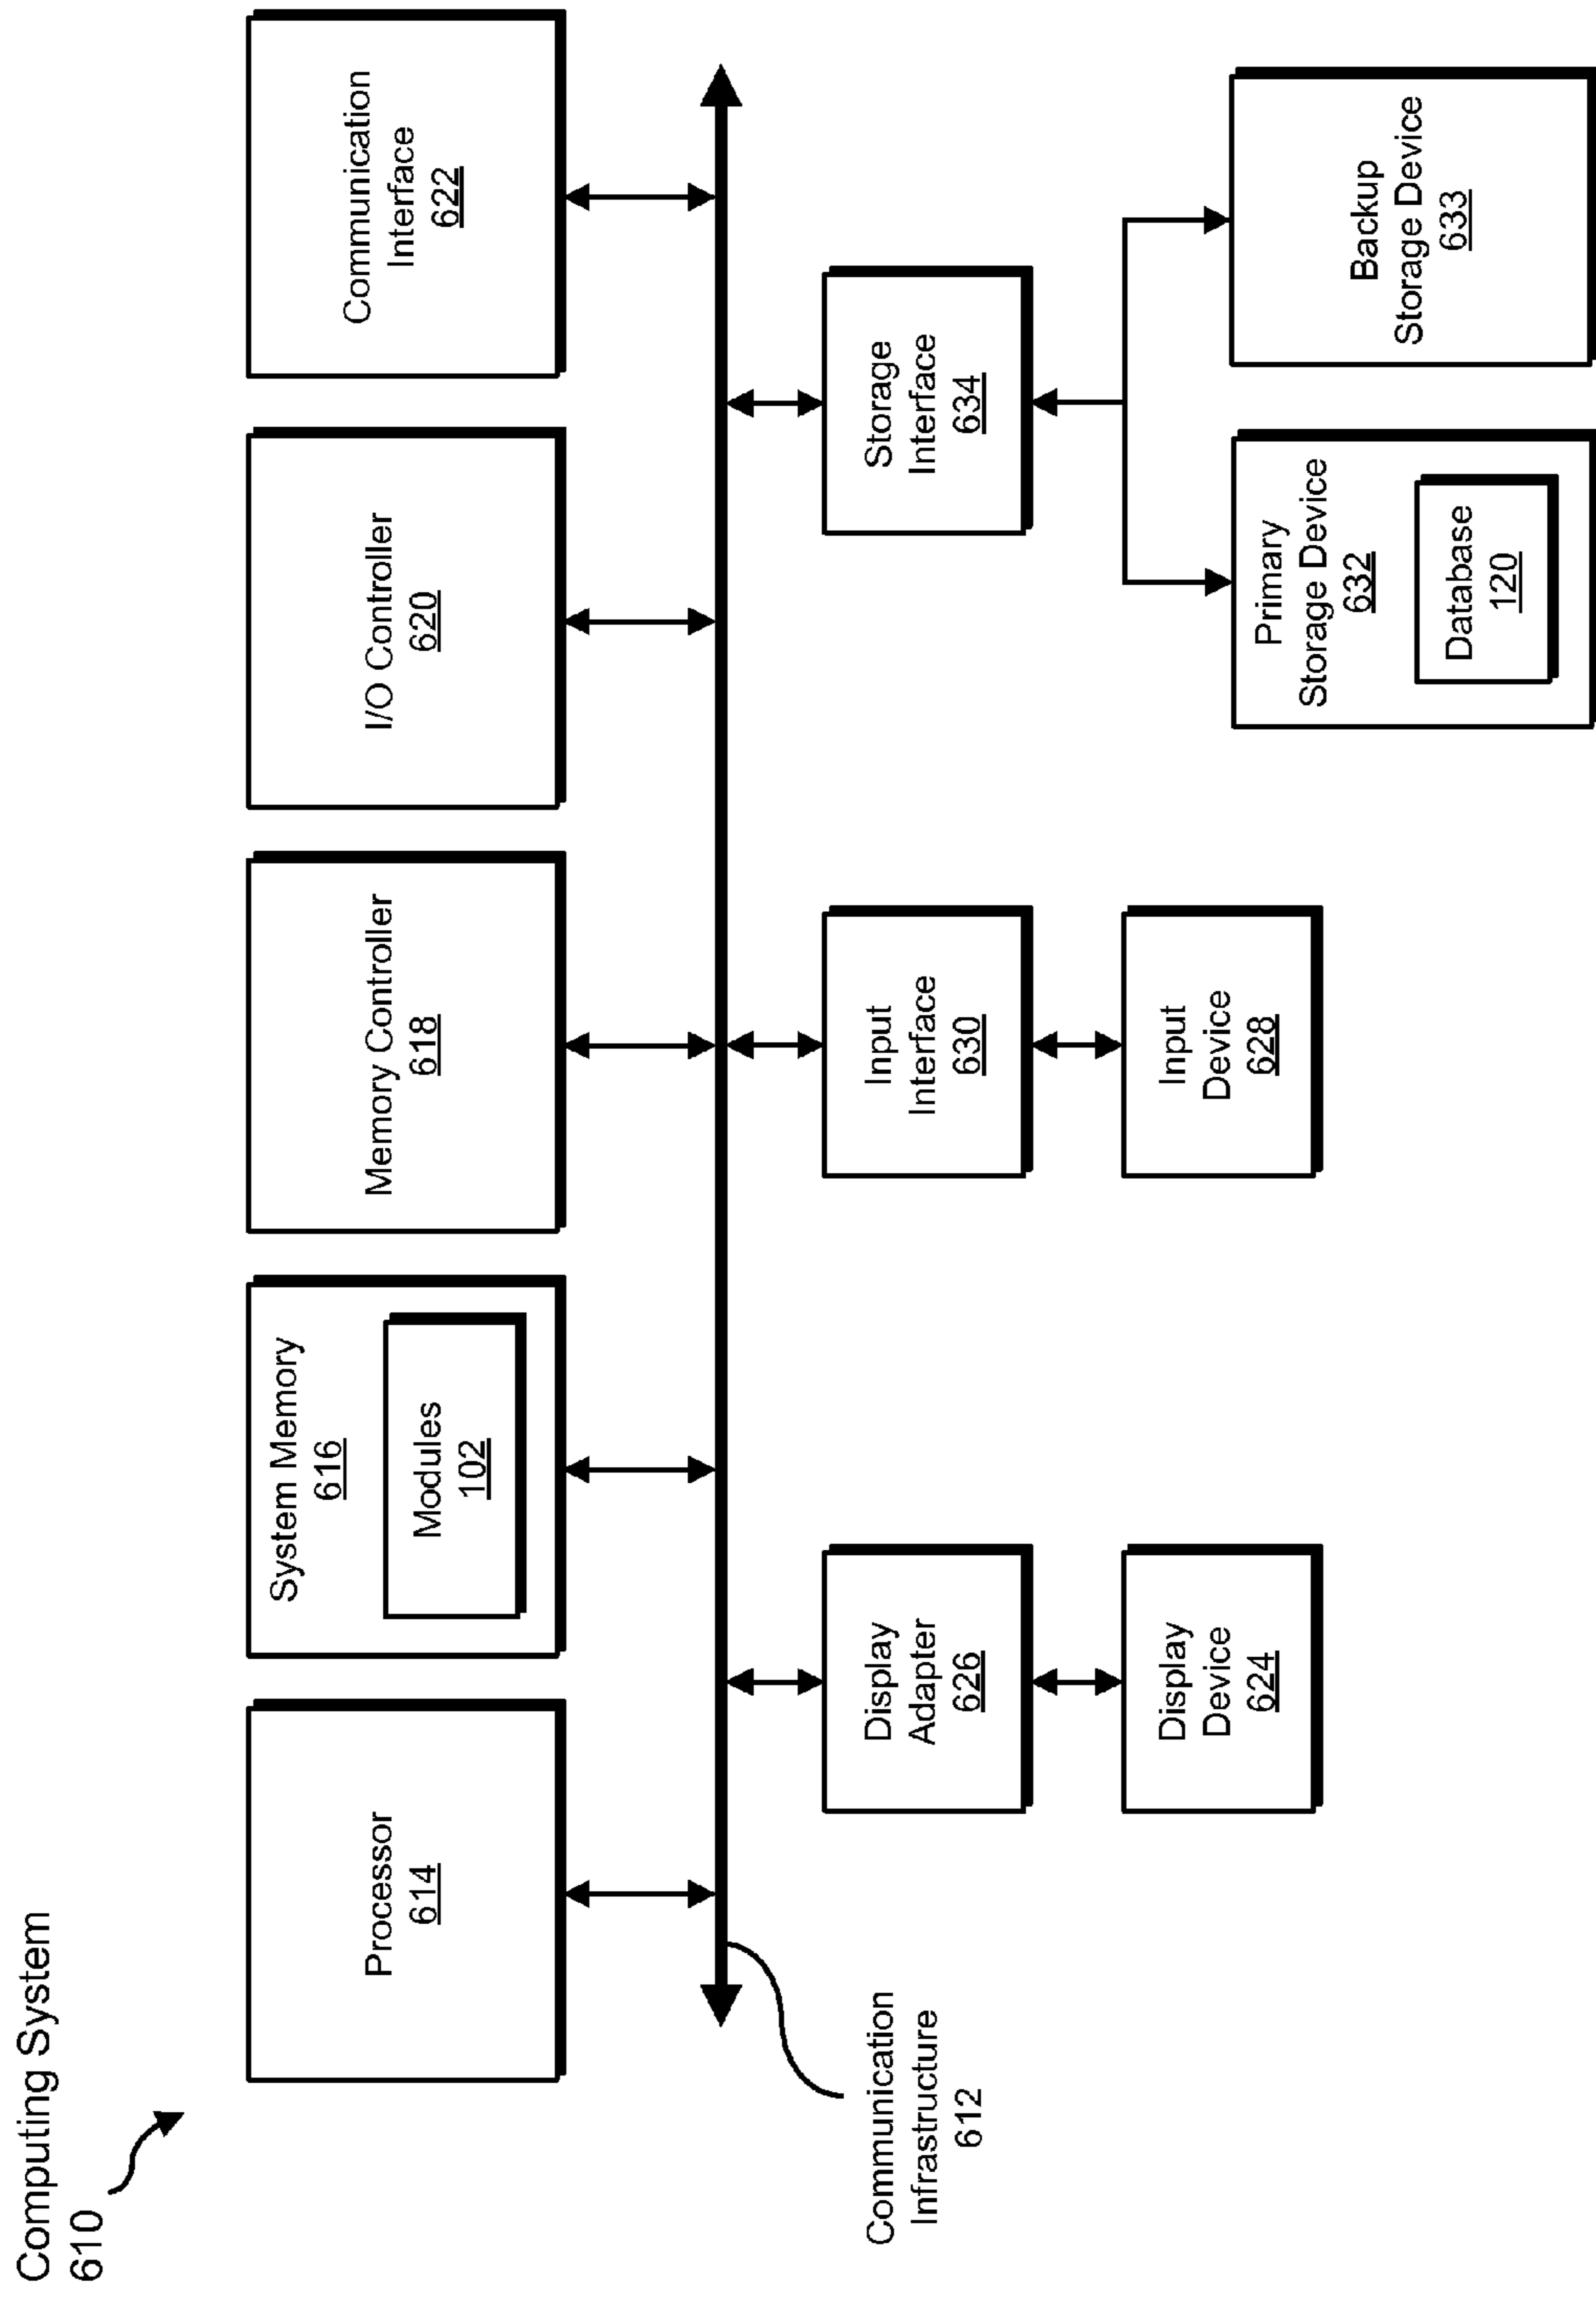 Computing System
610
Processor
614
System Memory
616
Modules
102
Memory Controller
618
I/O Controller
620
Communication
Interface
622
Communication
Infrastructure
612
Display
Adapter
626
Input
Interface
630
Storage
Interface
634
Display
Device
624
Input
Device
628
Primary
Storage Device
632
Database
120
Backup
Storage Device
633